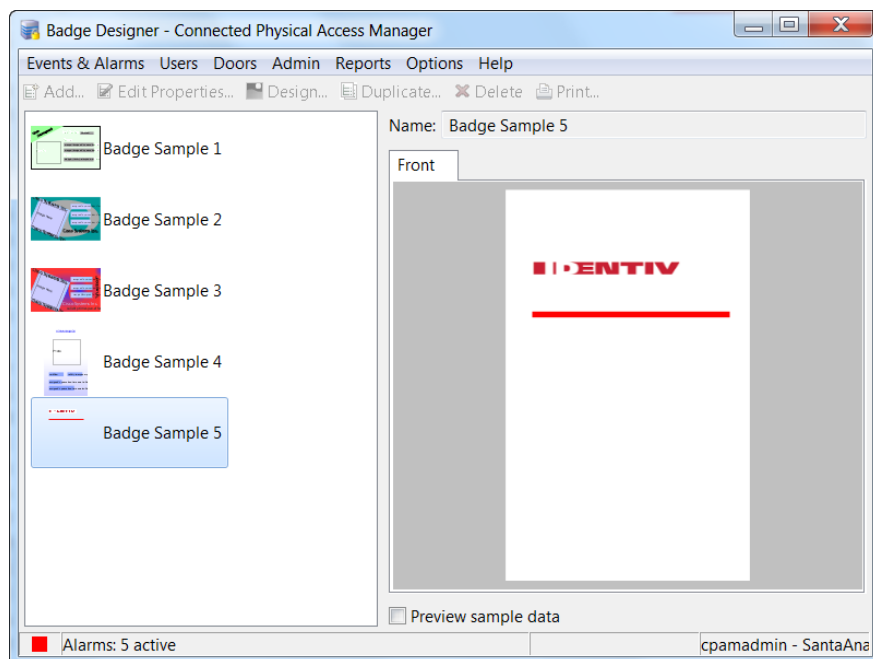 Badge Designer - Connected Physical Access Manager
Events & Alarms Users Doors Admin Reports Options Help
Add... Edit Properties... Design... Duplicate... Delete Print...
Badge Sample 1
Badge Sample 2
Badge Sample 3
Badge Sample 4
Badge Sample 5
Name: Badge Sample 5
Front
IDENTIV
Preview sample data
Alarms: 5 active
cpamadmin - SantaAna